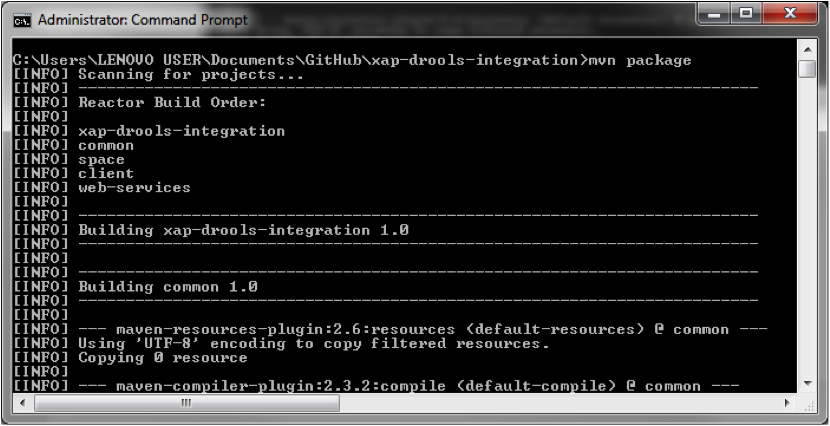 Administrator: Command Prompt
C:\Users\LENOVO USER\Documents\GitHub\xap-drools-integration>mvn package
[INFO] Scanning for projects...
[INFO] ------------------------------------------------------------------------
[INFO] Reactor Build Order:
[INFO]
[INFO] xap-drools-integration
[INFO] common
[INFO] space
[INFO] client
[INFO] web-services
[INFO]
[INFO] ------------------------------------------------------------------------
[INFO] Building xap-drools-integration 1.0
[INFO] ------------------------------------------------------------------------
[INFO]
[INFO] ------------------------------------------------------------------------
[INFO] Building common 1.0
[INFO] ------------------------------------------------------------------------
[INFO]
[INFO] --- maven-resources-plugin:2.6:resources (default-resources) @ common ---
[INFO] Using 'UTF-8' encoding to copy filtered resources.
[INFO] Copying 0 resource
[INFO]
[INFO] --- maven-compiler-plugin:2.3.2:compile (default-compile) @ common ---